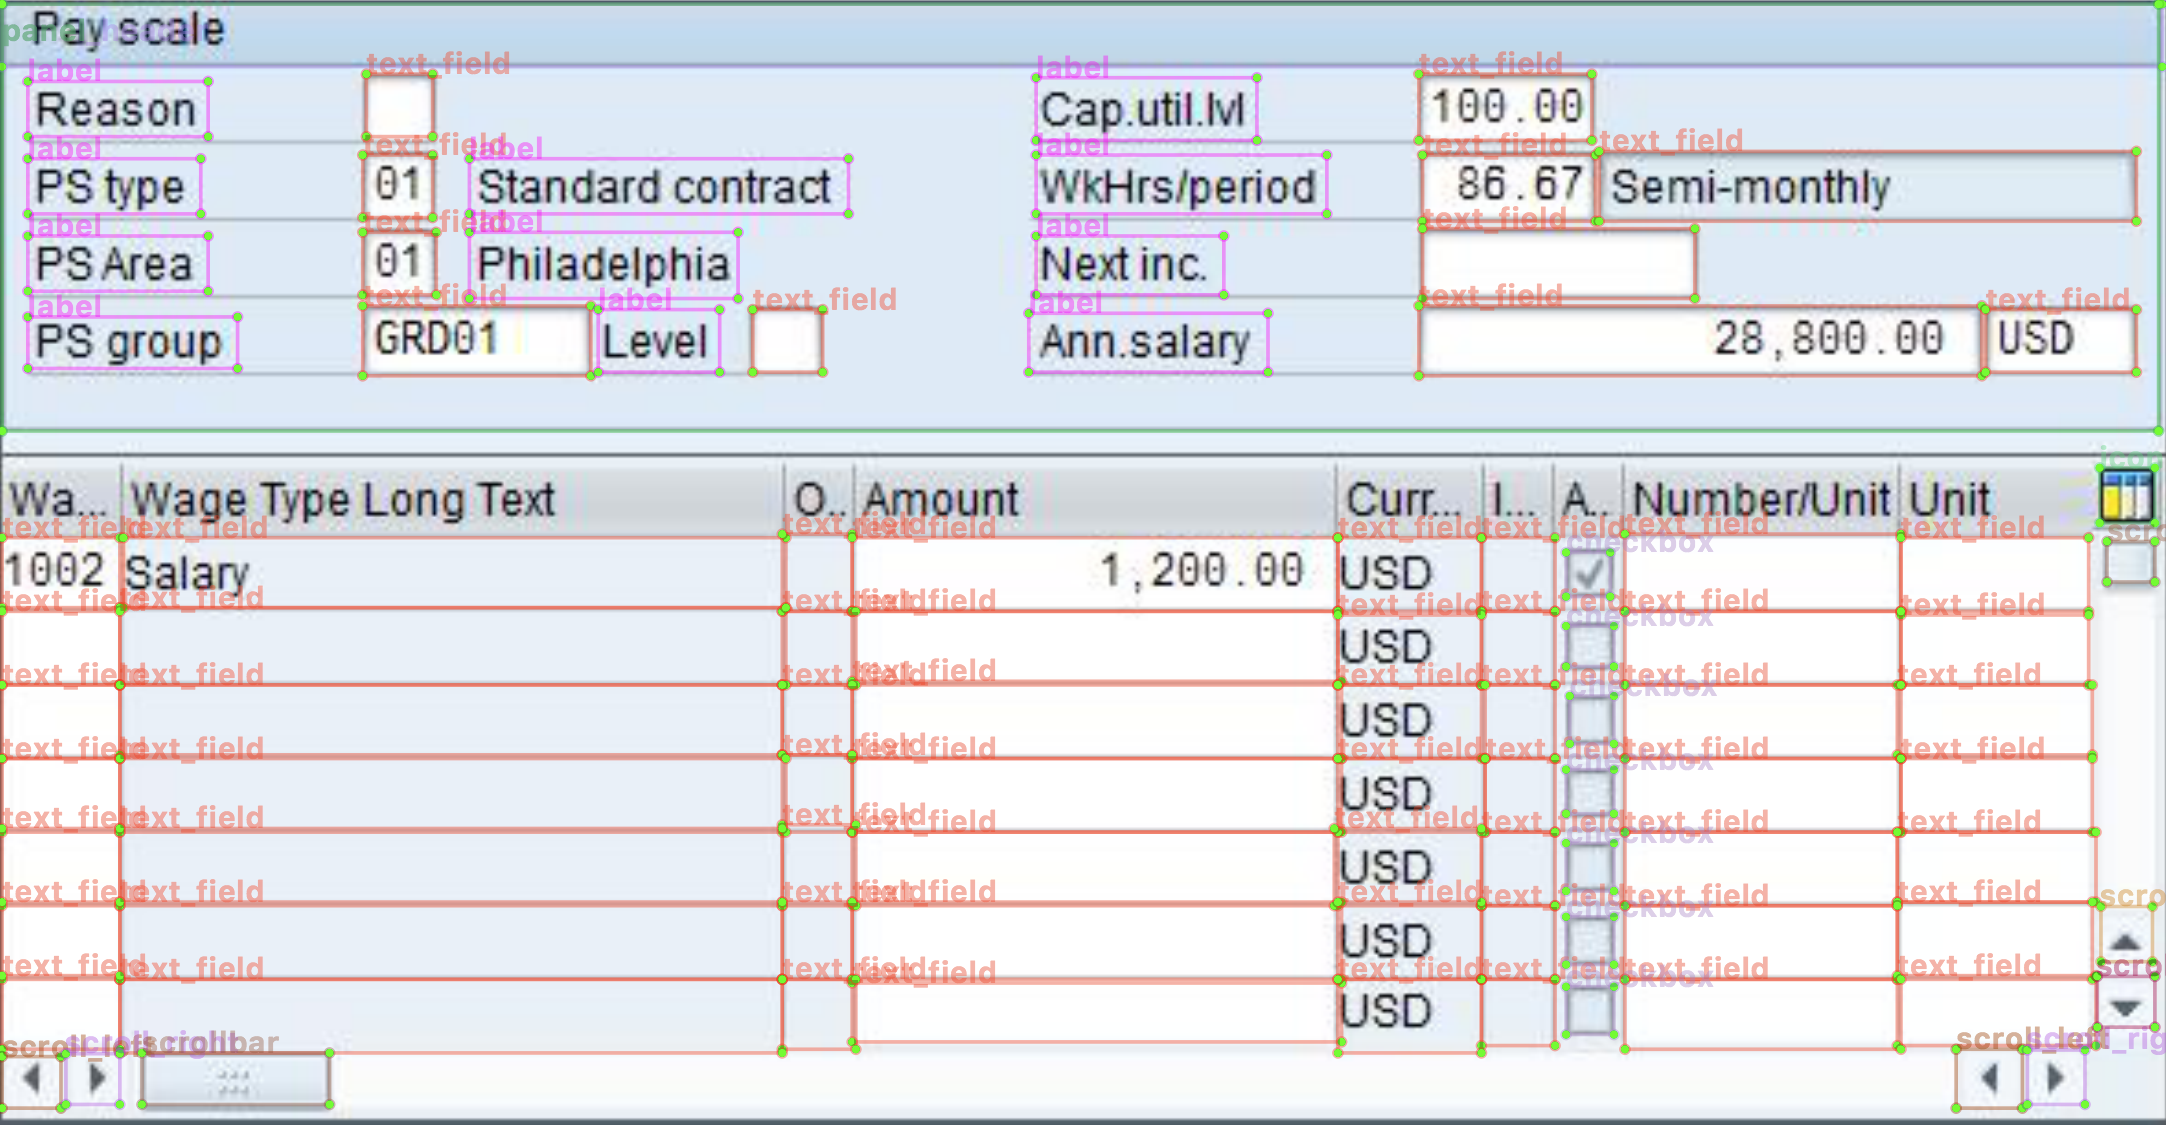 Pay scale
Reason
Cap.util.lvl 100.00
PS type 01 Standard contract
WkHrs/period 86.67 Semi-monthly
PS Area 01 Philadelphia
Next inc.
PS group GRD01 Level
Ann.salary 28,800.00 USD
Wa... Wage Type Long Text O.. Amount Curr... I... A.. Number/Unit Unit
1002 Salary 1,200.00 USD
USD
USD
USD
USD
USD
USD